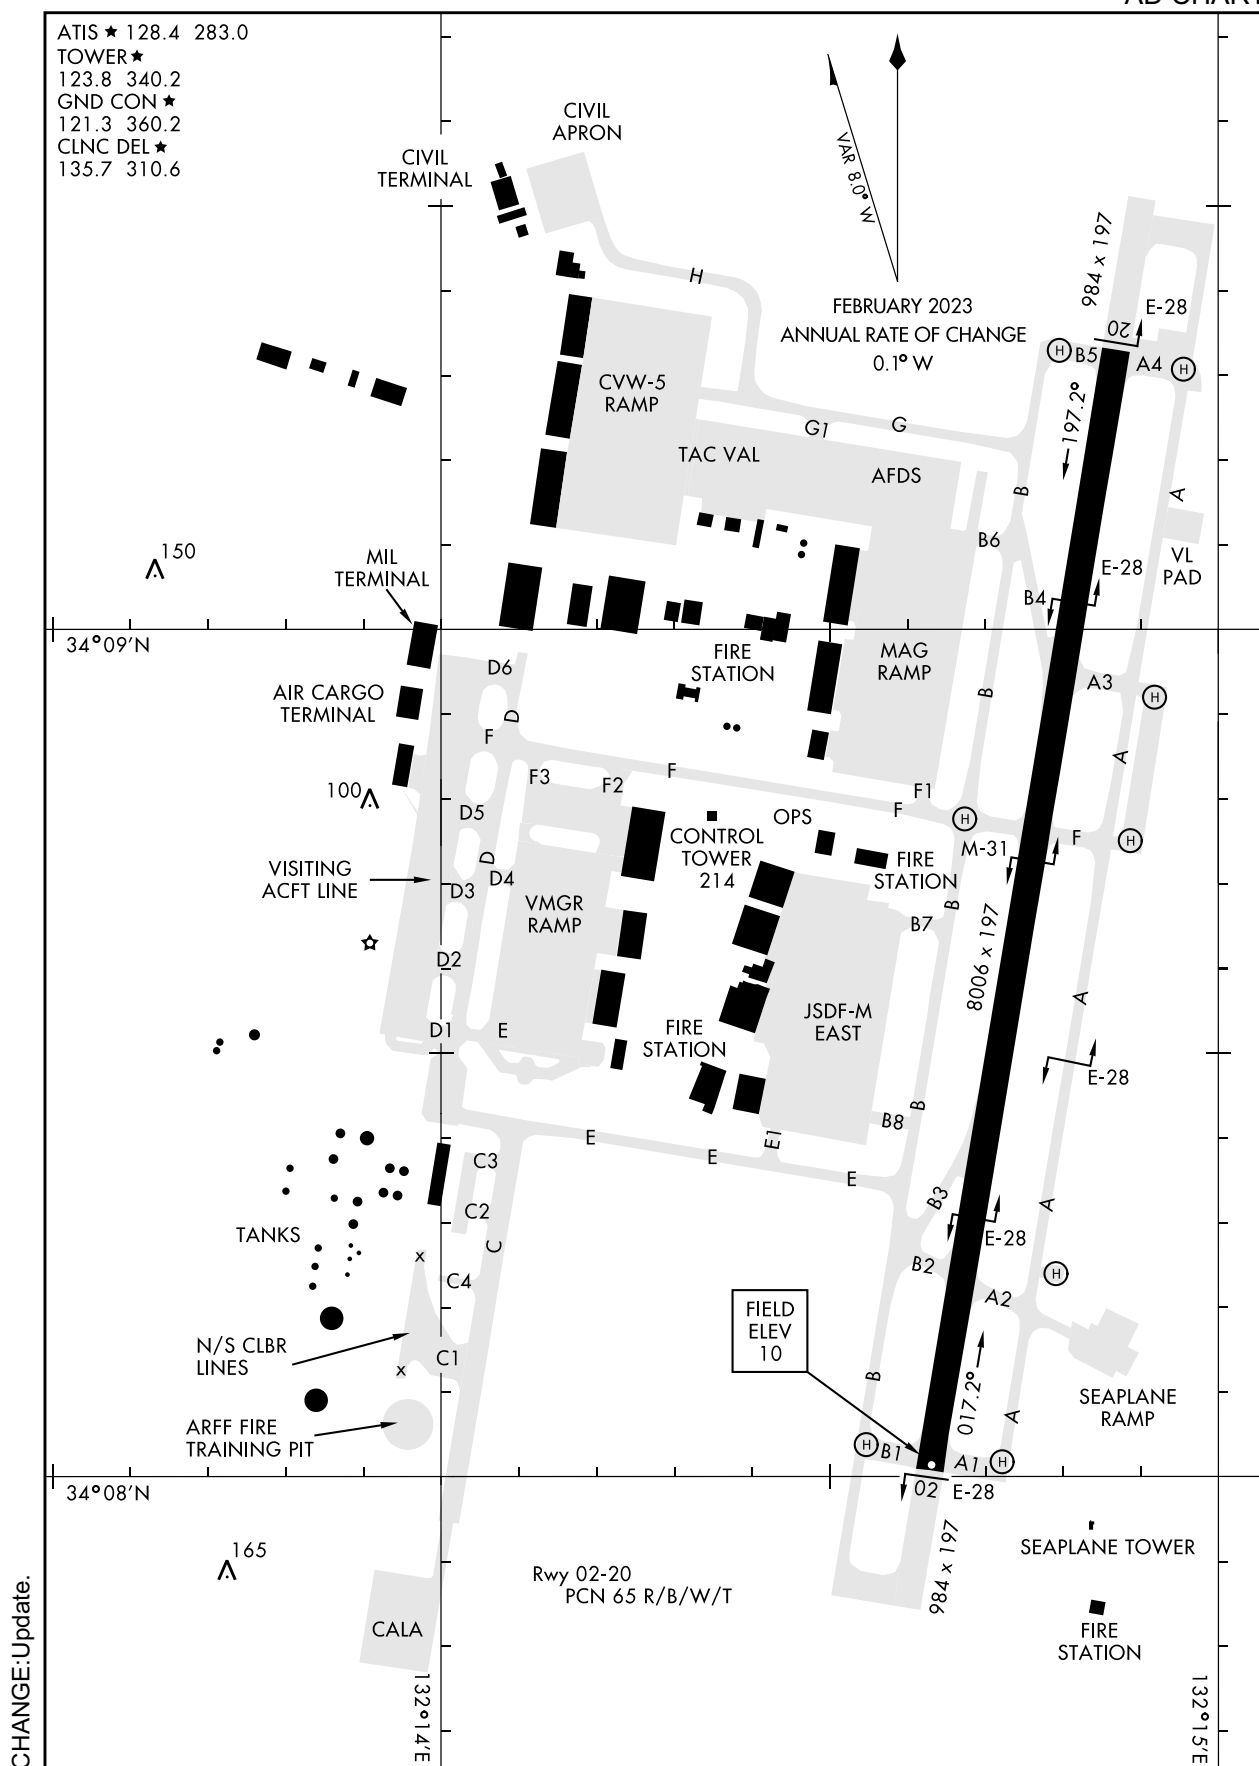 AD CHART
ATIS ★ 128.4 283.0
TOWER ★
123.8 340.2
GND CON ★
121.3 360.2
CLNC DEL ★
135.7 310.6
CIVIL
APRON
CIVIL
TERMINAL
VAR 8.0° W
H
FEBRUARY 2023
ANNUAL RATE OF CHANGE
0.1° W
984 x 197
E-28
20
H
B5
A4
H
197.2°
CVW-5
RAMP
G1
G
TAC VAL
AFDS
B
A
B6
VL
PAD
E-28
B4
150
MIL
TERMINAL
34°09'N
FIRE
STATION
MAG
RAMP
D6
A3
H
B
AIR CARGO
TERMINAL
D
F
F
A
F3
F2
F1
F
100
D5
OPS
H
F
H
CONTROL
TOWER
214
M-31
FIRE
STATION
VISITING
ACFT LINE
D
D4
D3
VMGR
RAMP
B
B7
8006 x 197
D2
A
D1
E
FIRE
STATION
JSDF-M
EAST
E-28
B
B8
E
E
E1
E
C3
C2
B3
A
TANKS
C
E-28
x
C4
B2
H
A2
FIELD
ELEV
10
N/S CLBR
LINES
C1
x
B
017.2°
A
SEAPLANE
RAMP
ARFF FIRE
TRAINING PIT
H
B1
A1
H
34°08'N
02
E-28
984 x 197
SEAPLANE TOWER
165
Rwy 02-20
PCN 65 R/B/W/T
CALA
FIRE
STATION
132°14'E
132°15'E
CHANGE:Update.